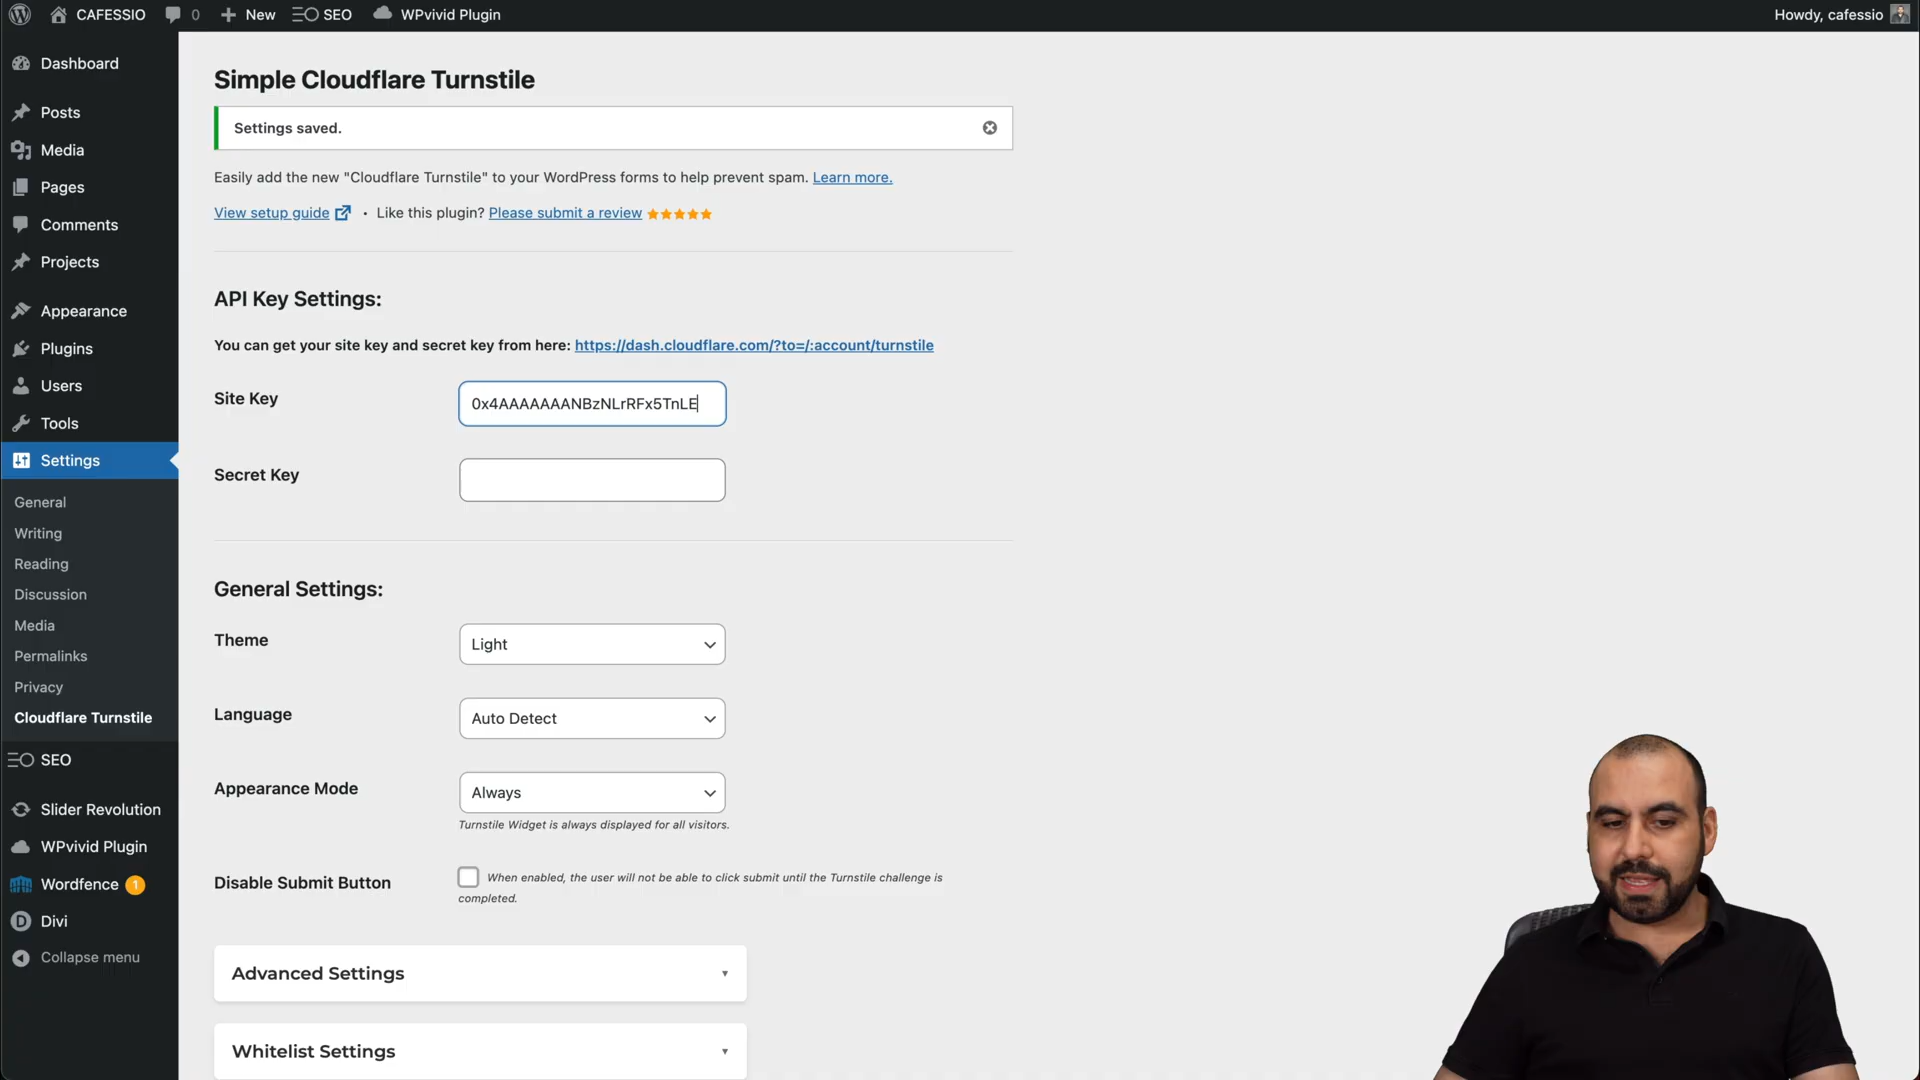 CAFESSIO 0 New SEO WPvivid Plugin Howdy, cafessio
Dashboard
Posts
Media
Pages
Comments
Projects
Appearance
Plugins
Users
Tools
Settings
General
Writing
Reading
Discussion
Media
Permalinks
Privacy
Cloudflare Turnstile
SEO
Slider Revolution
WPvivid Plugin
Wordfence 1
Divi
Collapse menu
Simple Cloudflare Turnstile
Settings saved.
Easily add the new "Cloudflare Turnstile" to your WordPress forms to help prevent spam. Learn more.
View setup guide • Like this plugin? Please submit a review
API Key Settings:
You can get your site key and secret key from here: https://dash.cloudflare.com/?to=/:account/turnstile
Site Key 0x4AAAAAAANBzNLrRFx5TnLE
Secret Key
General Settings:
Theme Light
Language Auto Detect
Appearance Mode Always
Turnstile Widget is always displayed for all visitors.
Disable Submit Button When enabled, the user will not be able to click submit until the Turnstile challenge is
completed.
Advanced Settings
Whitelist Settings